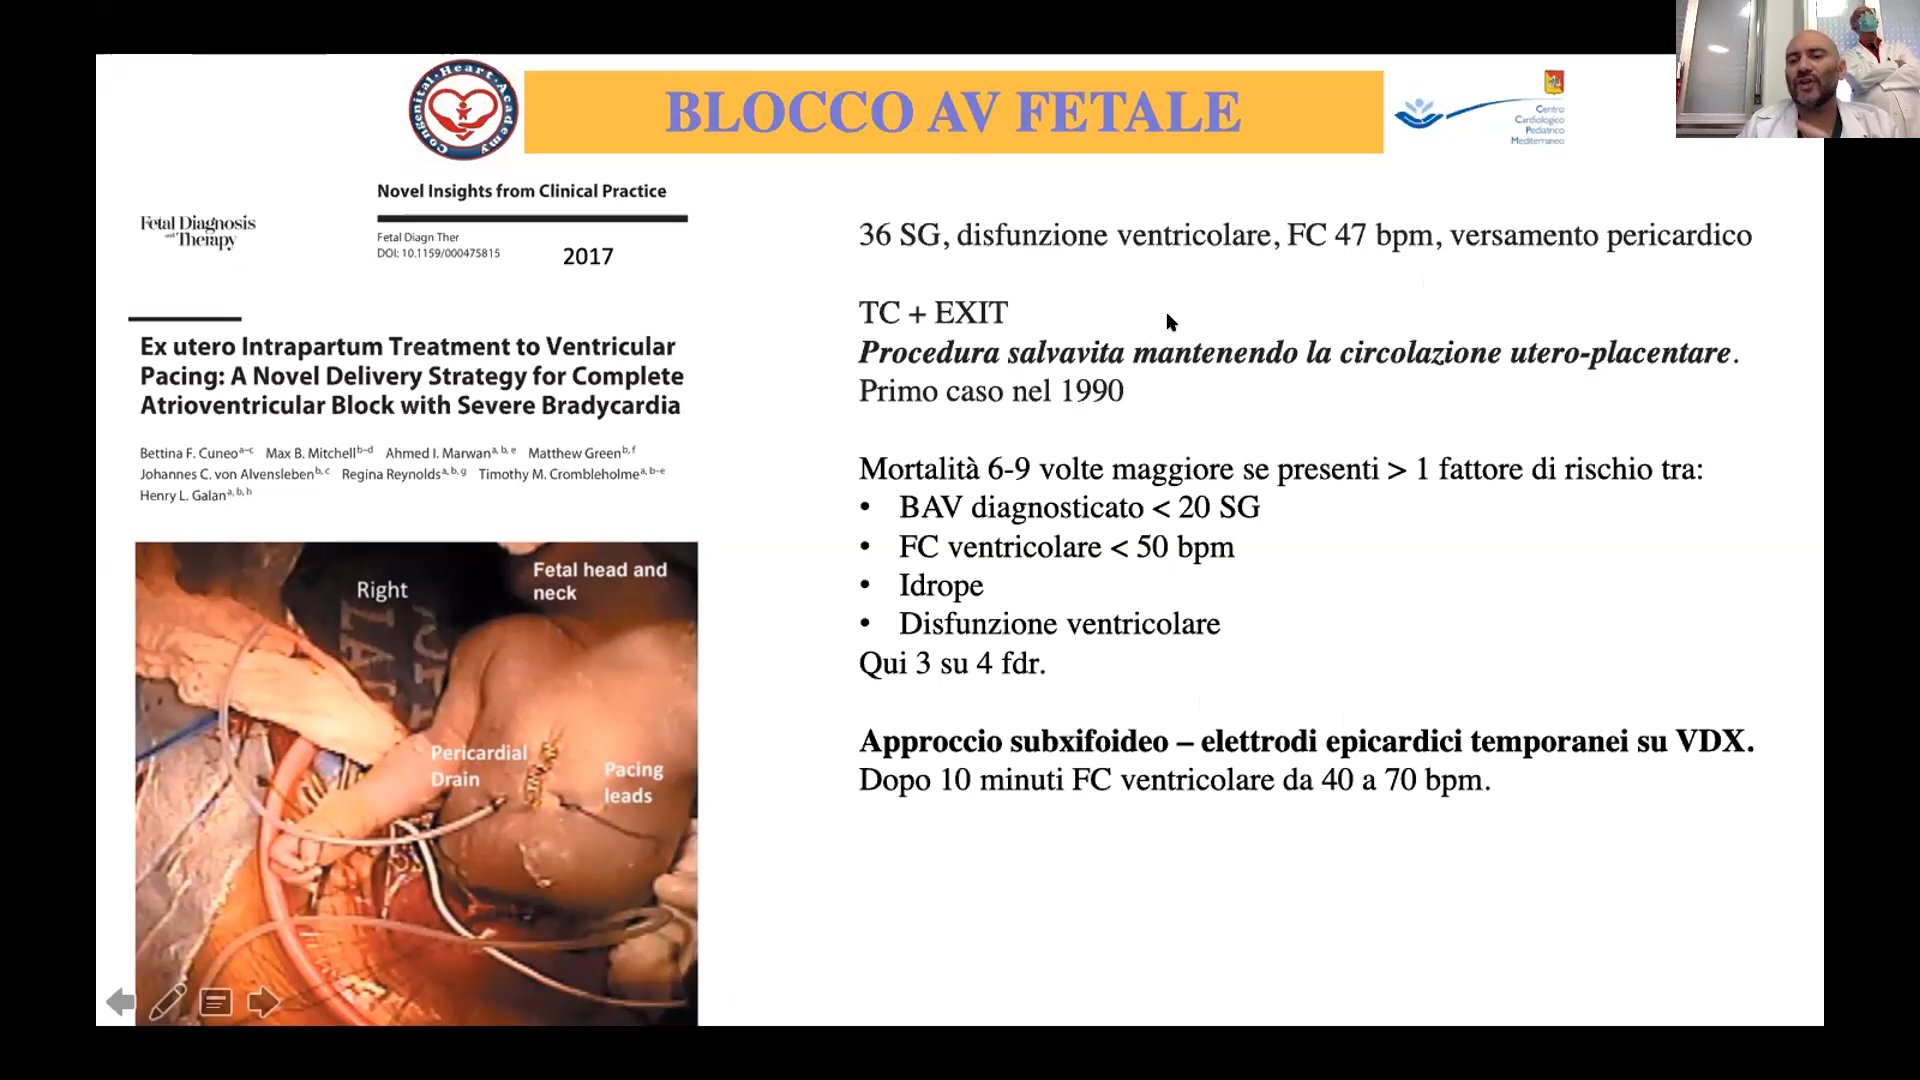 Congenital Heart Academy
BLOCCO AV FETALE
Centro
Cardiologico
Pediatrico
Mediterraneo
Fetal Diagnosis
and Therapy
Novel Insights from Clinical Practice
Fetal Diagn Ther
DOI: 10.1159/000475815
2017
Ex utero Intrapartum Treatment to Ventricular
Pacing: A Novel Delivery Strategy for Complete
Atrioventricular Block with Severe Bradycardia
Bettina F. Cuneo a–c Max B. Mitchell b–d Ahmed I. Marwan a, b, e Matthew Green b, f
Johannes C. von Alvensleben b, c Regina Reynolds a, b, g Timothy M. Crombleholme a, b–e
Henry L. Galan a, b, h
Right
Fetal head and
neck
Pericardial
Drain
Pacing
leads
36 SG, disfunzione ventricolare, FC 47 bpm, versamento pericardico
TC + EXIT
Procedura salvavita mantenendo la circolazione utero-placentare.
Primo caso nel 1990
Mortalità 6-9 volte maggiore se presenti > 1 fattore di rischio tra:
• BAV diagnosticato < 20 SG
• FC ventricolare < 50 bpm
• Idrope
• Disfunzione ventricolare
Qui 3 su 4 fdr.
Approccio subxifoideo – elettrodi epicardici temporanei su VDX.
Dopo 10 minuti FC ventricolare da 40 a 70 bpm.